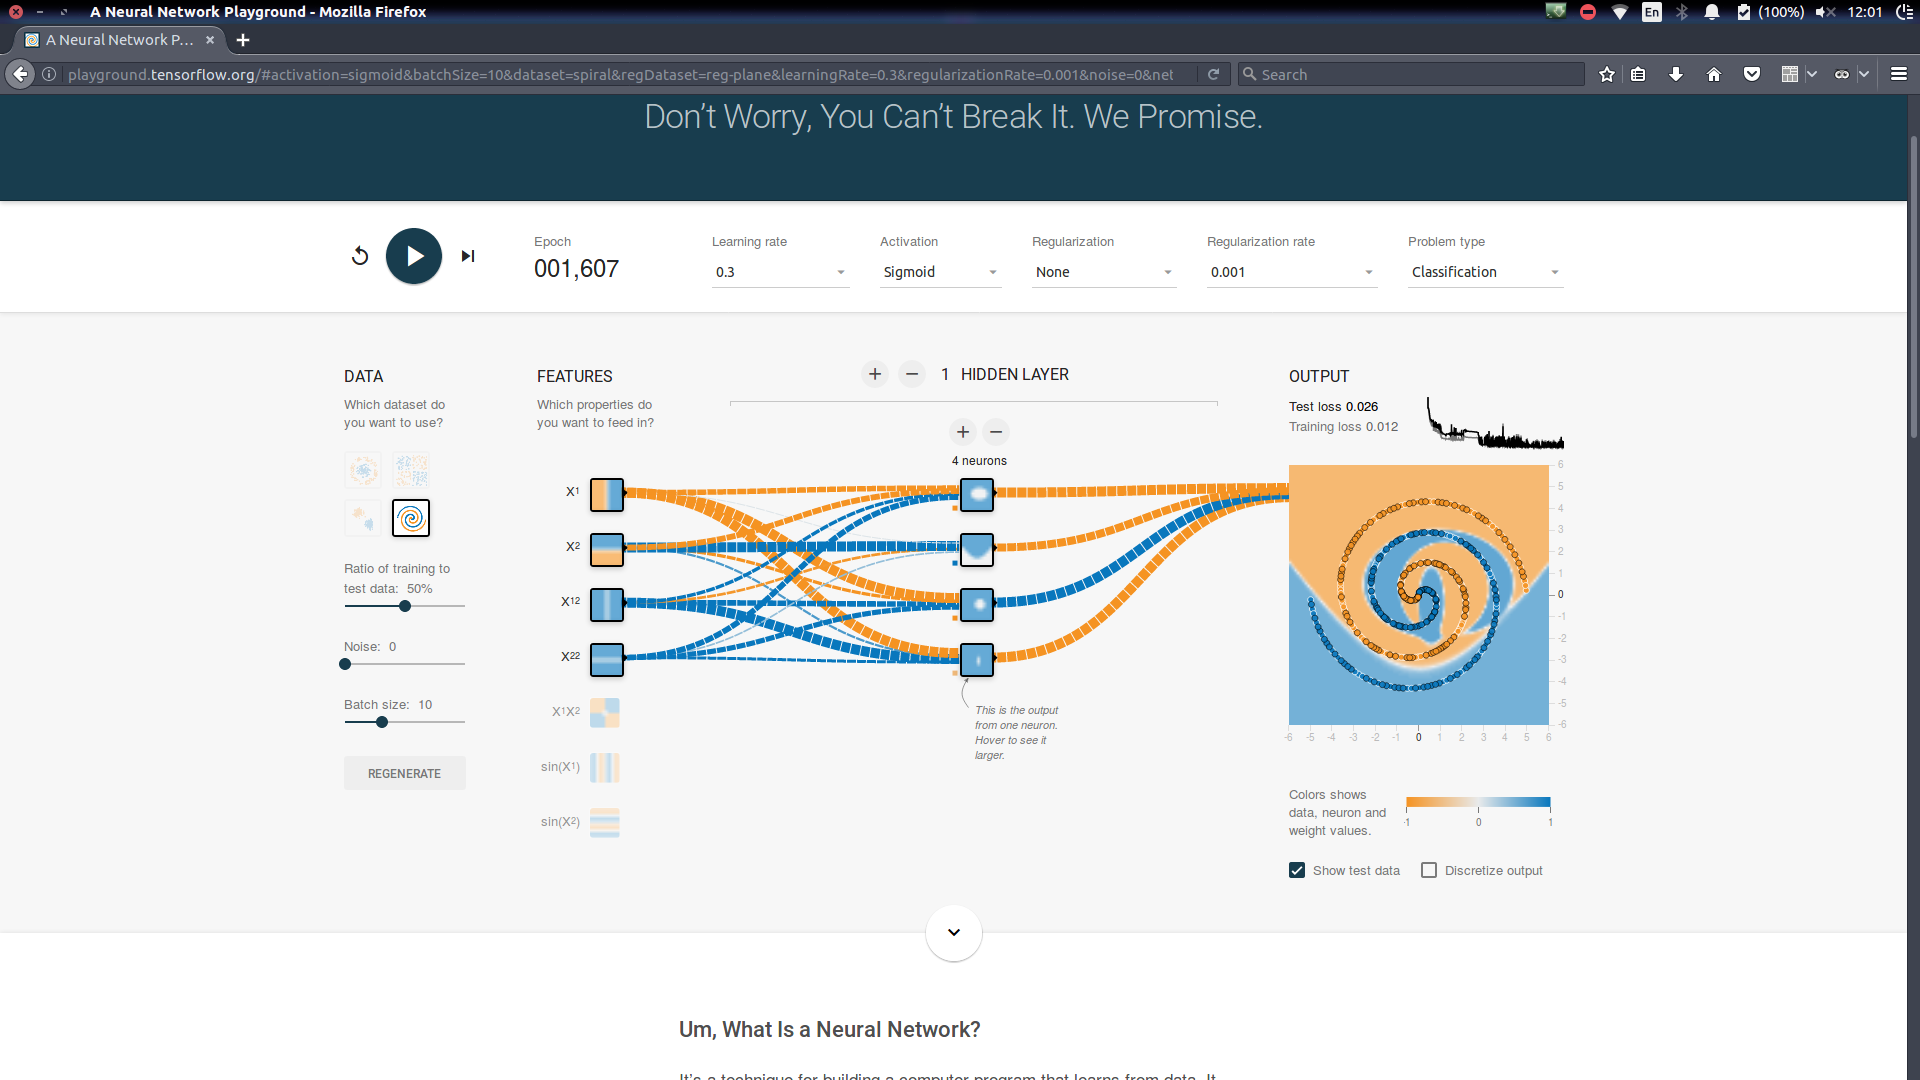 A Neural Network Playground - Mozilla Firefox
En
(100%)
12:01
A Neural Network P...
playground.tensorflow.org/#activation=sigmoid&batchSize=10&dataset=spiral&regDataset=reg-plane&learningRate=0.3&regularizationRate=0.001&noise=0&net
Search
Don't Worry, You Can't Break It. We Promise.
Epoch
001,607
Learning rate
0.3
Activation
Sigmoid
Regularization
None
Regularization rate
0.001
Problem type
Classification
DATA
Which dataset do
you want to use?
Ratio of training to
test data: 50%
Noise: 0
Batch size: 10
REGENERATE
FEATURES
Which properties do
you want to feed in?
X1
X2
X12
X22
X1X2
sin(X1)
sin(X2)
+ − 1 HIDDEN LAYER
+ −
4 neurons
This is the output
from one neuron.
Hover to see it
larger.
OUTPUT
Test loss 0.026
Training loss 0.012
6
5
4
3
2
1
0
-1
-2
-3
-4
-5
-6
-6 -5 -4 -3 -2 -1 0 1 2 3 4 5 6
Colors shows
data, neuron and
weight values.
-1 0 1
Show test data
Discretize output
Um, What Is a Neural Network?
It's a technique for building a computer program that learns from data. It